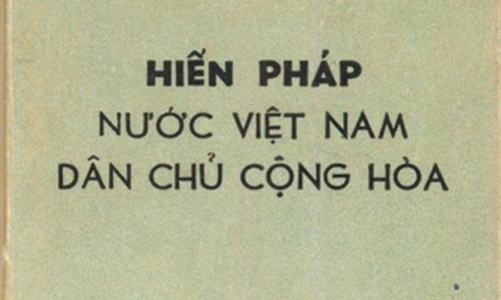 HIẾN PHÁP
NƯỚC VIỆT NAM
DÂN CHỦ CỘNG HÒA